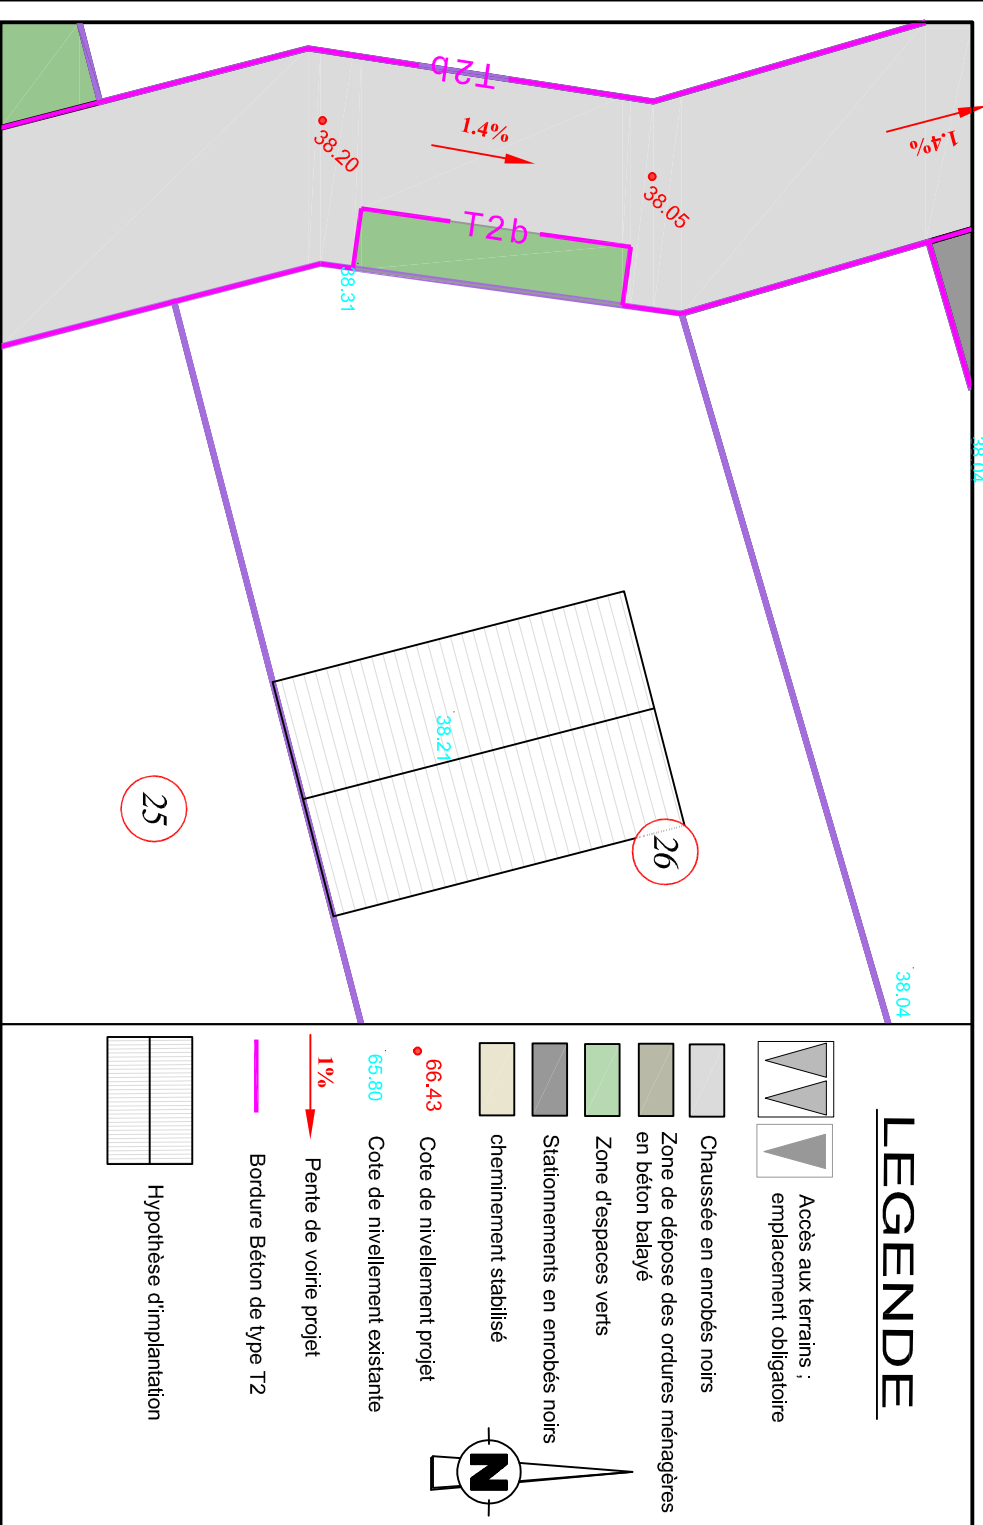 T2b
1.4%
1.4%
38.20
38.05
T2b
38.31
38.04
38.21
25
26
38.04
LEGENDE
Accès aux terrains ;
emplacement obligatoire
Chaussée en enrobés noirs
Zone de dépose des ordures ménagères
en béton balayé
Zone d'espaces verts
Stationnements en enrobés noirs
cheminement stabilisé
66.43
Cote de nivellement projet
65.80
Cote de nivellement existante
1%
Pente de voirie projet
Bordure Béton de type T2
Hypothèse d'implantation
N